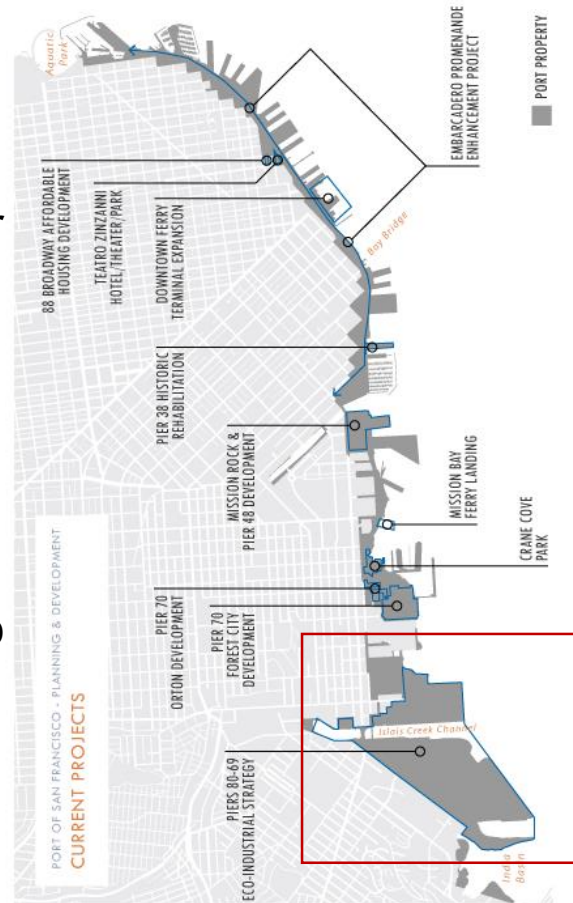 PORT OF SAN FRANCISCO - PLANNING & DEVELOPMENT
CURRENT PROJECTS
PIERS 80-69
ECO-INDUSTRIAL STRATEGY
PIER 70
ORTON DEVELOPMENT
PIER 70
FOREST CITY
DEVELOPMENT
MISSION ROCK &
PIER 48 DEVELOPMENT
PIER 38 HISTORIC
REHABILITATION
DOWNTOWN FERRY
TERMINAL EXPANSION
TEATRO ZINZANNI
HOTEL/THEATER/PARK
88 BROADWAY AFFORDABLE
HOUSING DEVELOPMENT
Aquatic
Park
Bay Bridge
Islais Creek Channel
India
Basin
CRANE COVE
PARK
MISSION BAY
FERRY LANDING
EMBARCADERO PROMENANDE
ENHANCEMENT PROJECT
PORT PROPERTY